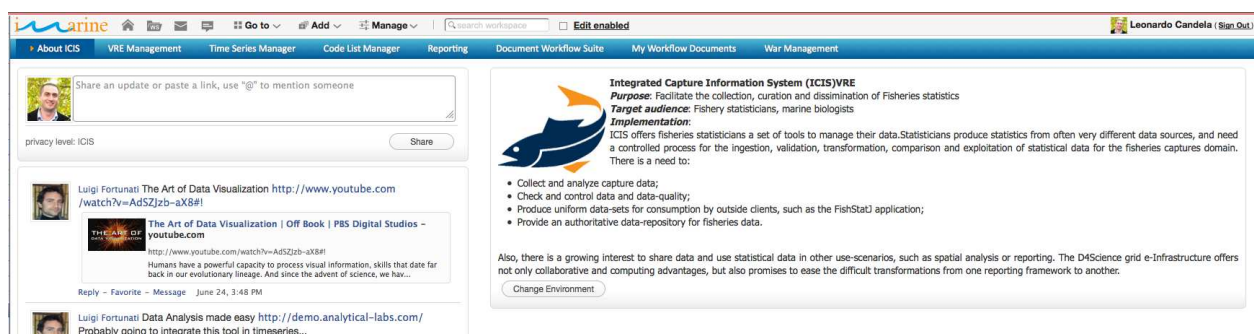 iMarine Go to Add Manage search workspace Edit enabled Leonardo Candela ( Sign Out )
About ICIS VRE Management Time Series Manager Code List Manager Reporting Document Workflow Suite My Workflow Documents War Management
Share an update or paste a link, use "@" to mention someone
privacy level: ICIS Share
Luigi Fortunati The Art of Data Visualization http://www.youtube.com
/watch?v=AdSZJzb-aX8#!
THE ART OF
DATA VISUALIZATION
The Art of Data Visualization | Off Book | PBS Digital Studios –
youtube.com
http://www.youtube.com/watch?v=AdSZJzb-aX8#!
Humans have a powerful capacity to process visual information, skills that date far
back in our evolutionary lineage. And since the advent of science, we hav...
Reply – Favorite – Message June 24, 3:48 PM
Luigi Fortunati Data Analysis made easy http://demo.analytical-labs.com/
Probably going to integrate this tool in timeseries...
Integrated Capture Information System (ICIS)VRE
Purpose: Facilitate the collection, curation and dissimination of Fisheries statistics
Target audience: Fishery statisticians, marine biologists
Implementation:
ICIS offers fisheries statisticians a set of tools to manage their data.Statisticians produce statistics from often very different data sources, and need
a controlled process for the ingestion, validation, transformation, comparison and exploitation of statistical data for the fisheries captures domain.
There is a need to:
• Collect and analyze capture data;
• Check and control data and data-quality;
• Produce uniform data-sets for consumption by outside clients, such as the FishStatJ application;
• Provide an authoritative data-repository for fisheries data.
Also, there is a growing interest to share data and use statistical data in other use-scenarios, such as spatial analysis or reporting. The D4Science grid e-Infrastructure offers
not only collaborative and computing advantages, but also promises to ease the difficult transformations from one reporting framework to another.
Change Environment